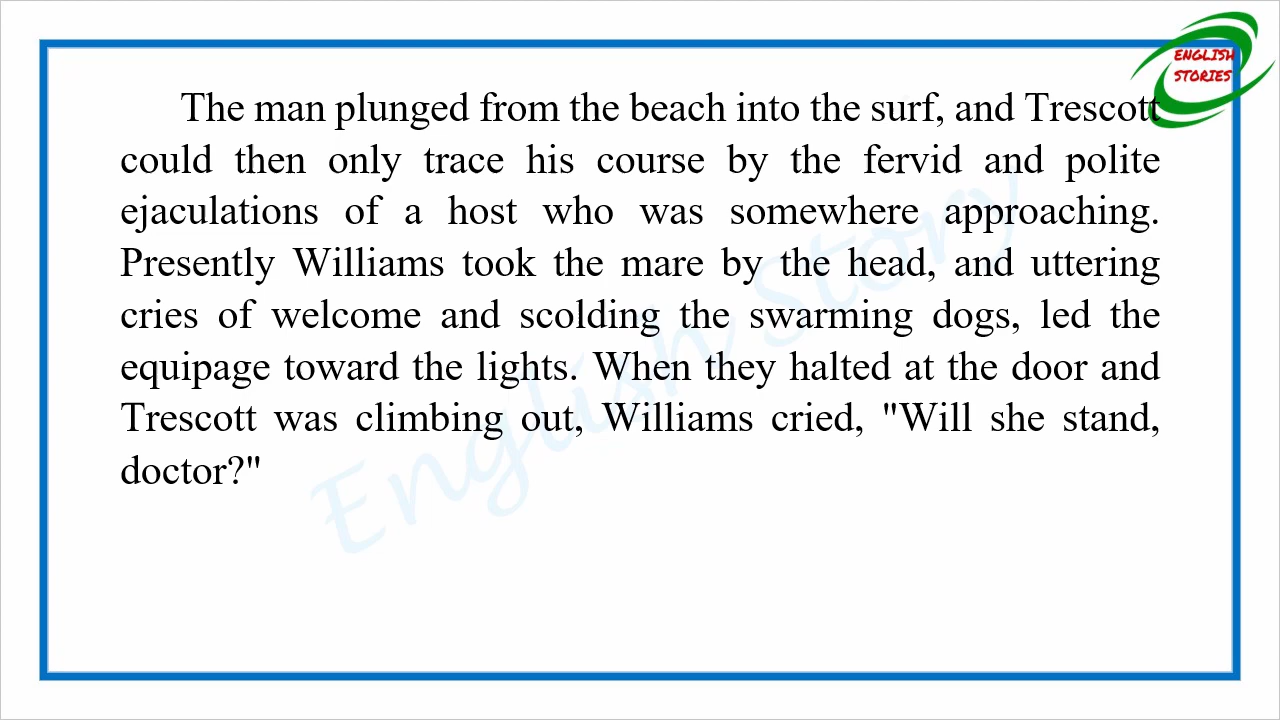 ENGLISH
STORIES
The man plunged from the beach into the surf, and Trescott
could then only trace his course by the fervid and polite
ejaculations of a host who was somewhere approaching.
Presently Williams took the mare by the head, and uttering
cries of welcome and scolding the swarming dogs, led the
equipage toward the lights. When they halted at the door and
Trescott was climbing out, Williams cried, "Will she stand,
doctor?"
English Story